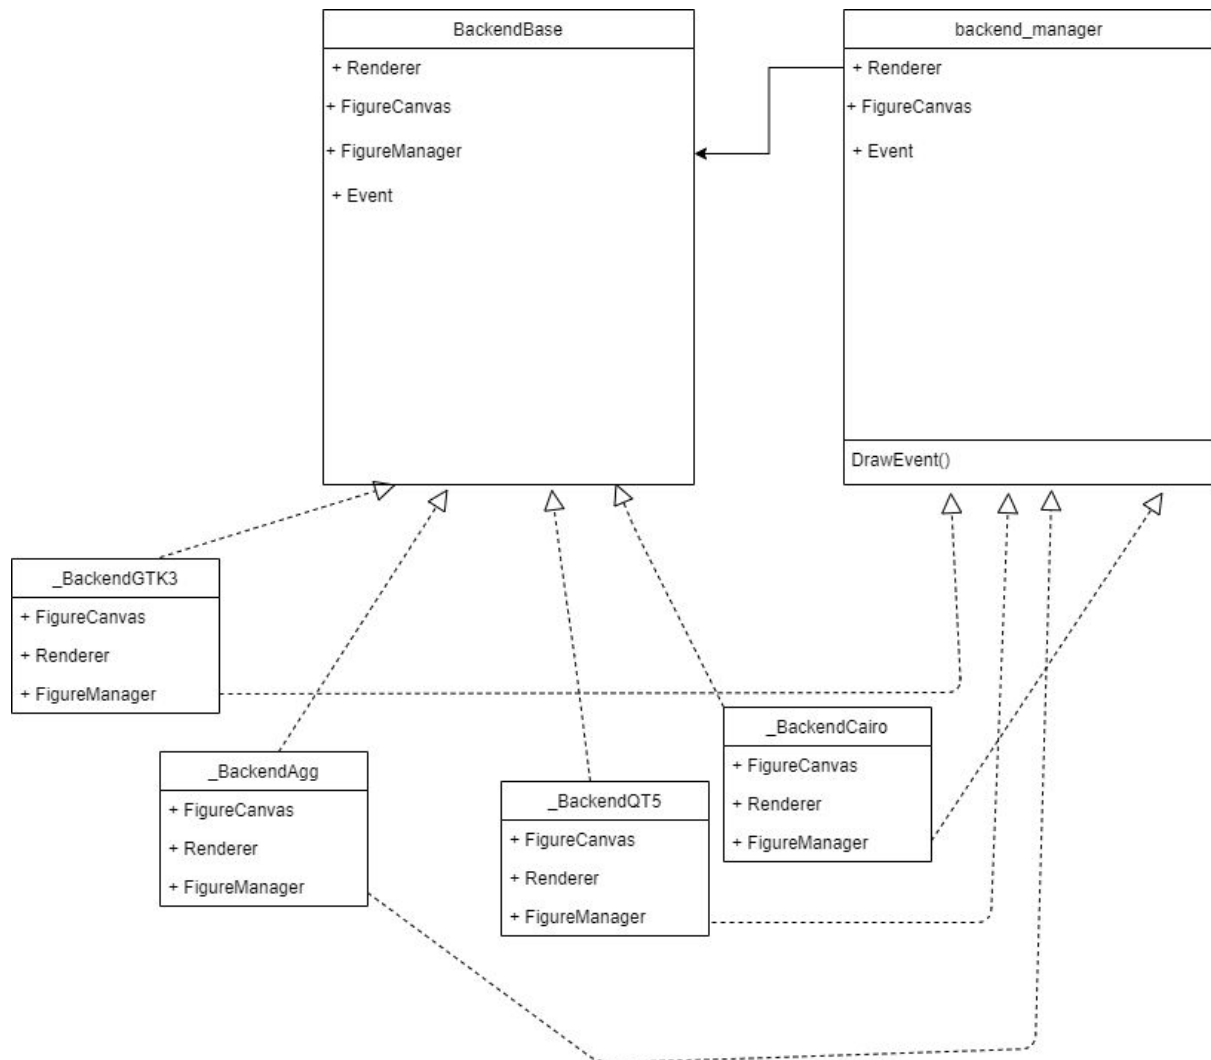 BackendBase
+ Renderer
+ FigureCanvas
+ FigureManager
+ Event
backend_manager
+ Renderer
+ FigureCanvas
+ Event
DrawEvent()
_BackendGTK3
+ FigureCanvas
+ Renderer
+ FigureManager
_BackendAgg
+ FigureCanvas
+ Renderer
+ FigureManager
_BackendQT5
+ FigureCanvas
+ Renderer
+ FigureManager
_BackendCairo
+ FigureCanvas
+ Renderer
+ FigureManager